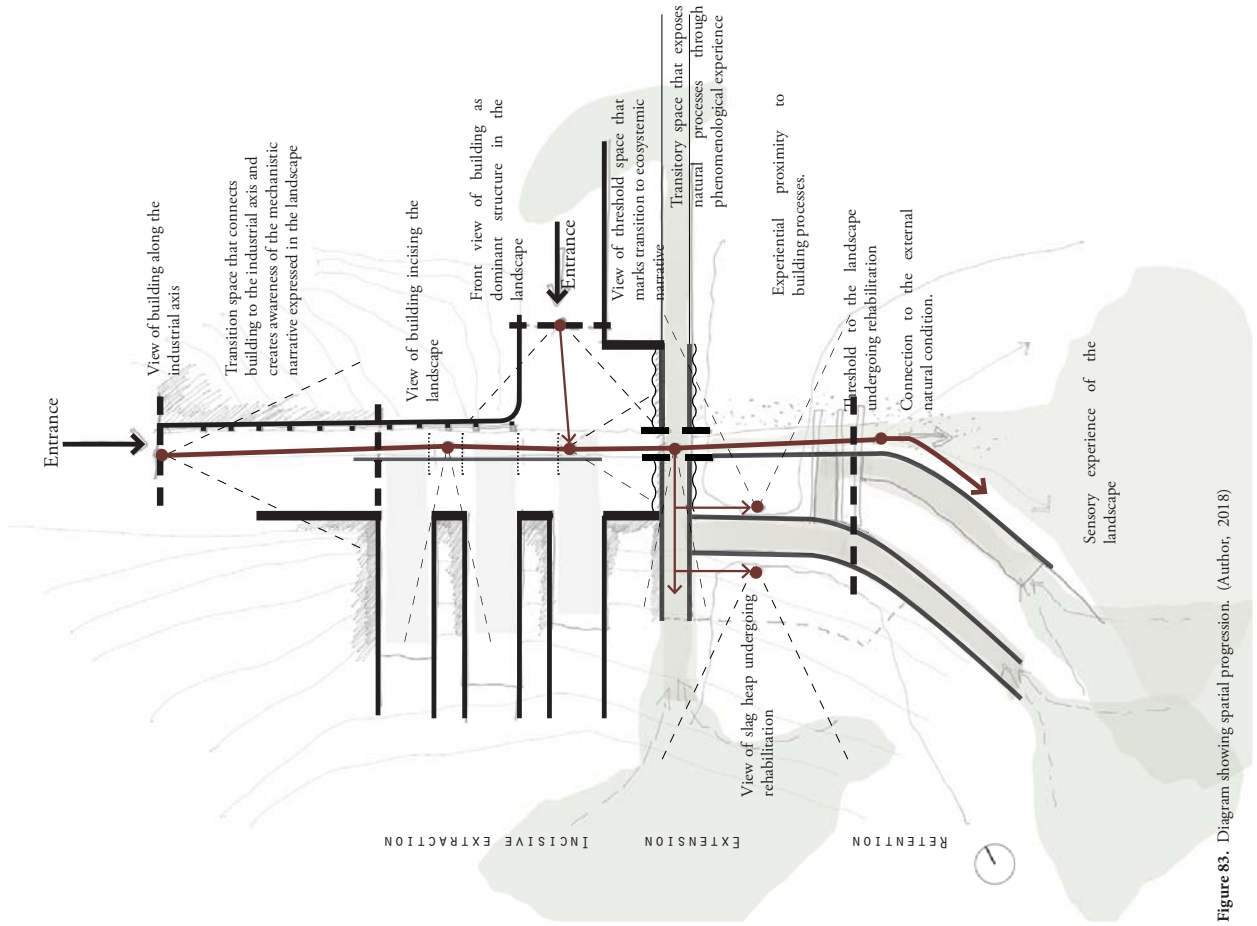 Entrance
View of building along the
industrial axis
Transition space that connects
building to the industrial axis and
creates awareness of the mechanistic
narrative expressed in the landscape
View of building incising the
landscape
Front view of building as
dominant structure in the
landscape
Entrance
View of threshold space that
marks transition to ecosystemic
narrative
Transitory space that exposes
natural processes through
phenomenological experience
Experiential proximity to
building processes.
Threshold to the landscape
undergoing rehabilitation
Connection to the external
natural condition.
Sensory experience of the
landscape
View of slag heap undergoing
rehabilitation
INCISIVE EXTRACTION
EXTENSION
RETENTION
Figure 83. Diagram showing spatial progression. (Author, 2018)